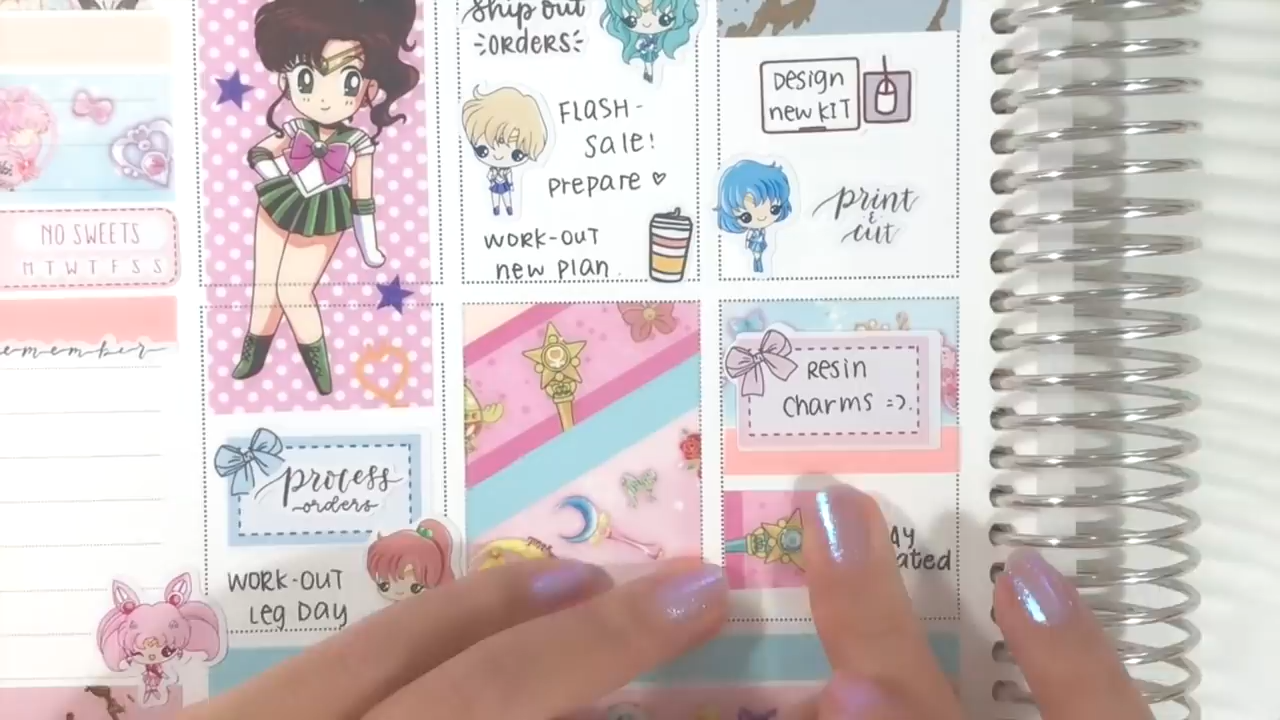 NO SWEETS
M T W T F S S
process
orders
WORK-OUT
Leg Day
Ship out
ORDERS
FLASH-
Sale!
prepare
WORK-OUT
new plan
Design
new KIT
print
&
cut
Resin
charms =).